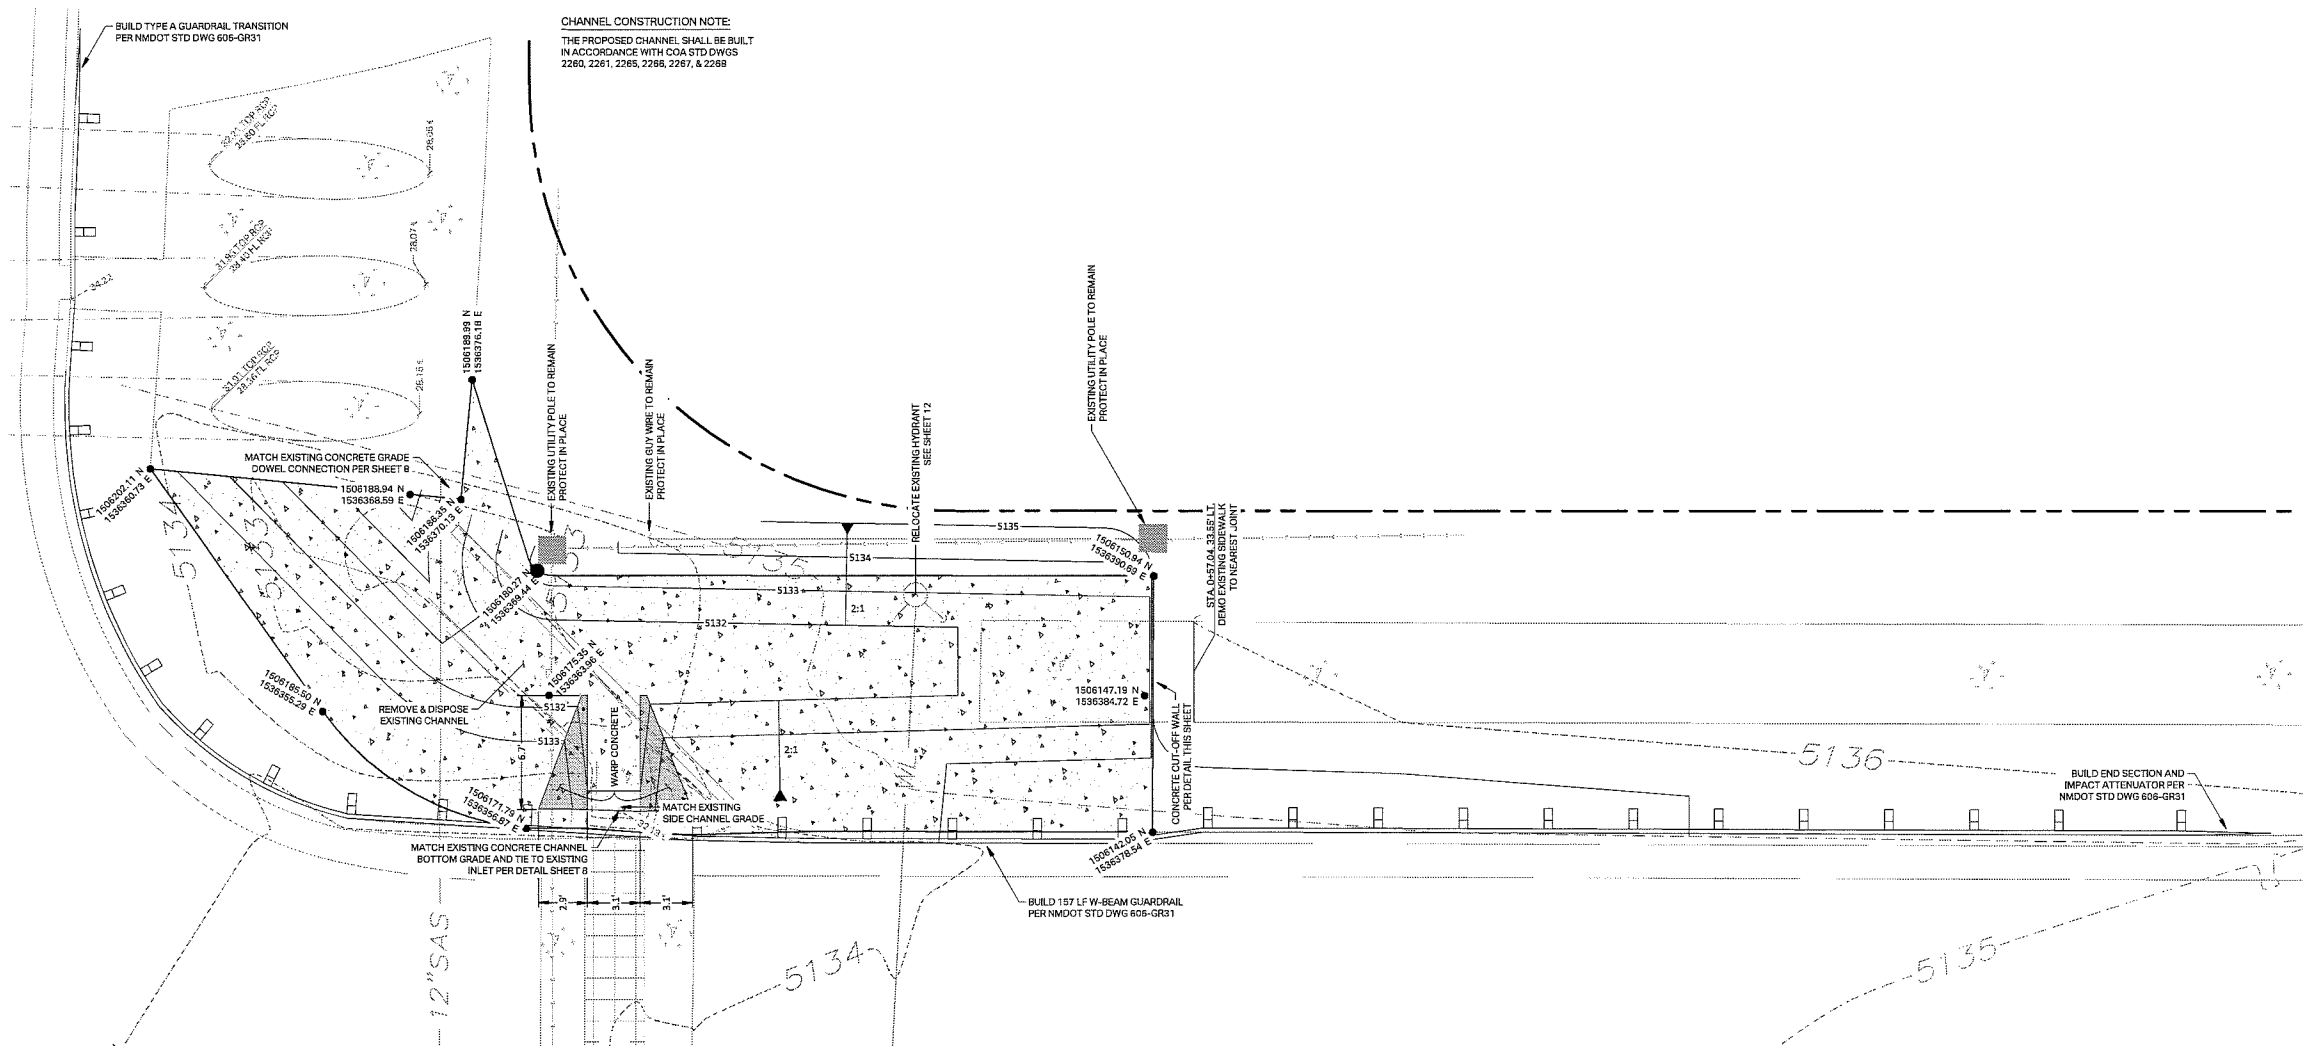 BUILD TYPE A GUARDRAIL TRANSITION
PER NMDOT STD DWG 606-GR31
CHANNEL CONSTRUCTION NOTE:
THE PROPOSED CHANNEL SHALL BE BUILT
IN ACCORDANCE WITH COA STD DWGS
2260, 2261, 2265, 2266, 2267, & 2268
28.07
34.22
1506189.99 N
1536376.18 E
EXISTING UTILITY POLE TO REMAIN
PROTECT IN PLACE
EXISTING GUY WIRE TO REMAIN
PROTECT IN PLACE
RELOCATE EXISTING HYDRANT
SEE SHEET 12
EXISTING UTILITY POLE TO REMAIN
PROTECT IN PLACE
MATCH EXISTING CONCRETE GRADE
DOWEL CONNECTION PER SHEET 8
1506202.11 N
1536360.73 E
1506188.94 N
1536368.59 E
1506186.35 N
1536370.13 E
1506180.27 N
1536369.44 E
1506150.94 N
1536390.69 E
STA. 0+57.04, 33.55' LT.
DEMO EXISTING SIDEWALK
TO NEAREST JOINT
5134
5133
5133
5135
5135
5134
5133
5132
2:1
1506175.35 N
1536363.96 E
1506185.50 N
1536355.29 E
REMOVE & DISPOSE
EXISTING CHANNEL
5132
5133
6.7'
WARP CONCRETE
2:1
1506147.19 N
1536384.72 E
CONCRETE CUT-OFF WALL
PER DETAIL THIS SHEET
5136
BUILD END SECTION AND
IMPACT ATTENUATOR PER
NMDOT STD DWG 606-GR31
1506171.79 N
1536356.87 E
MATCH EXISTING
SIDE CHANNEL GRADE
MATCH EXISTING CONCRETE CHANNEL
BOTTOM GRADE AND TIE TO EXISTING
INLET PER DETAIL SHEET 8
1506142.05 N
1536378.54 E
2.9'
3.1'
3.1'
BUILD 157 LF W-BEAM GUARDRAIL
PER NMDOT STD DWG 606-GR31
12"SAS
5134
5135